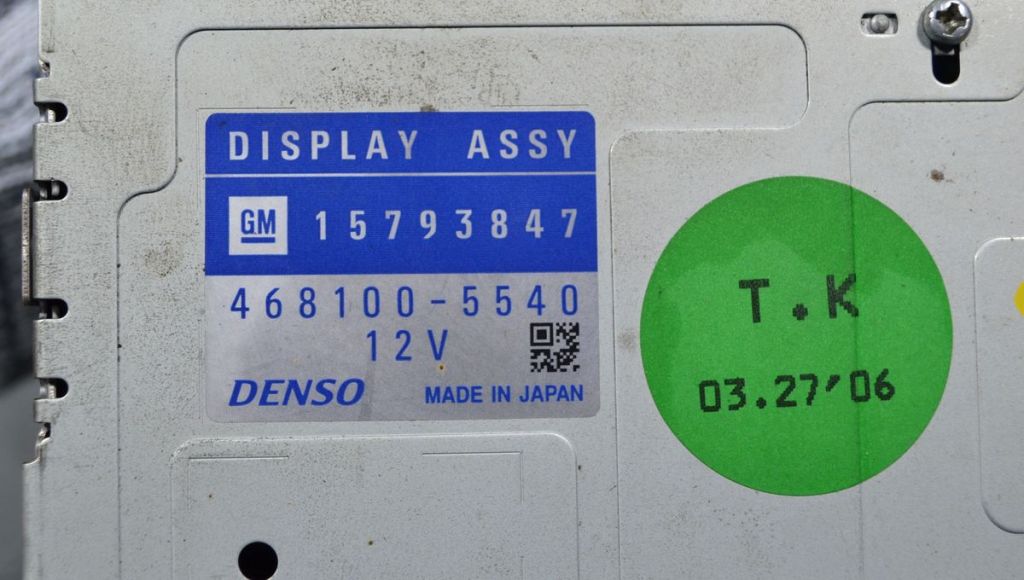 DISPLAY ASSY
GM 15793847
468100-5540
12V
DENSO MADE IN JAPAN
T.K
03.27'06